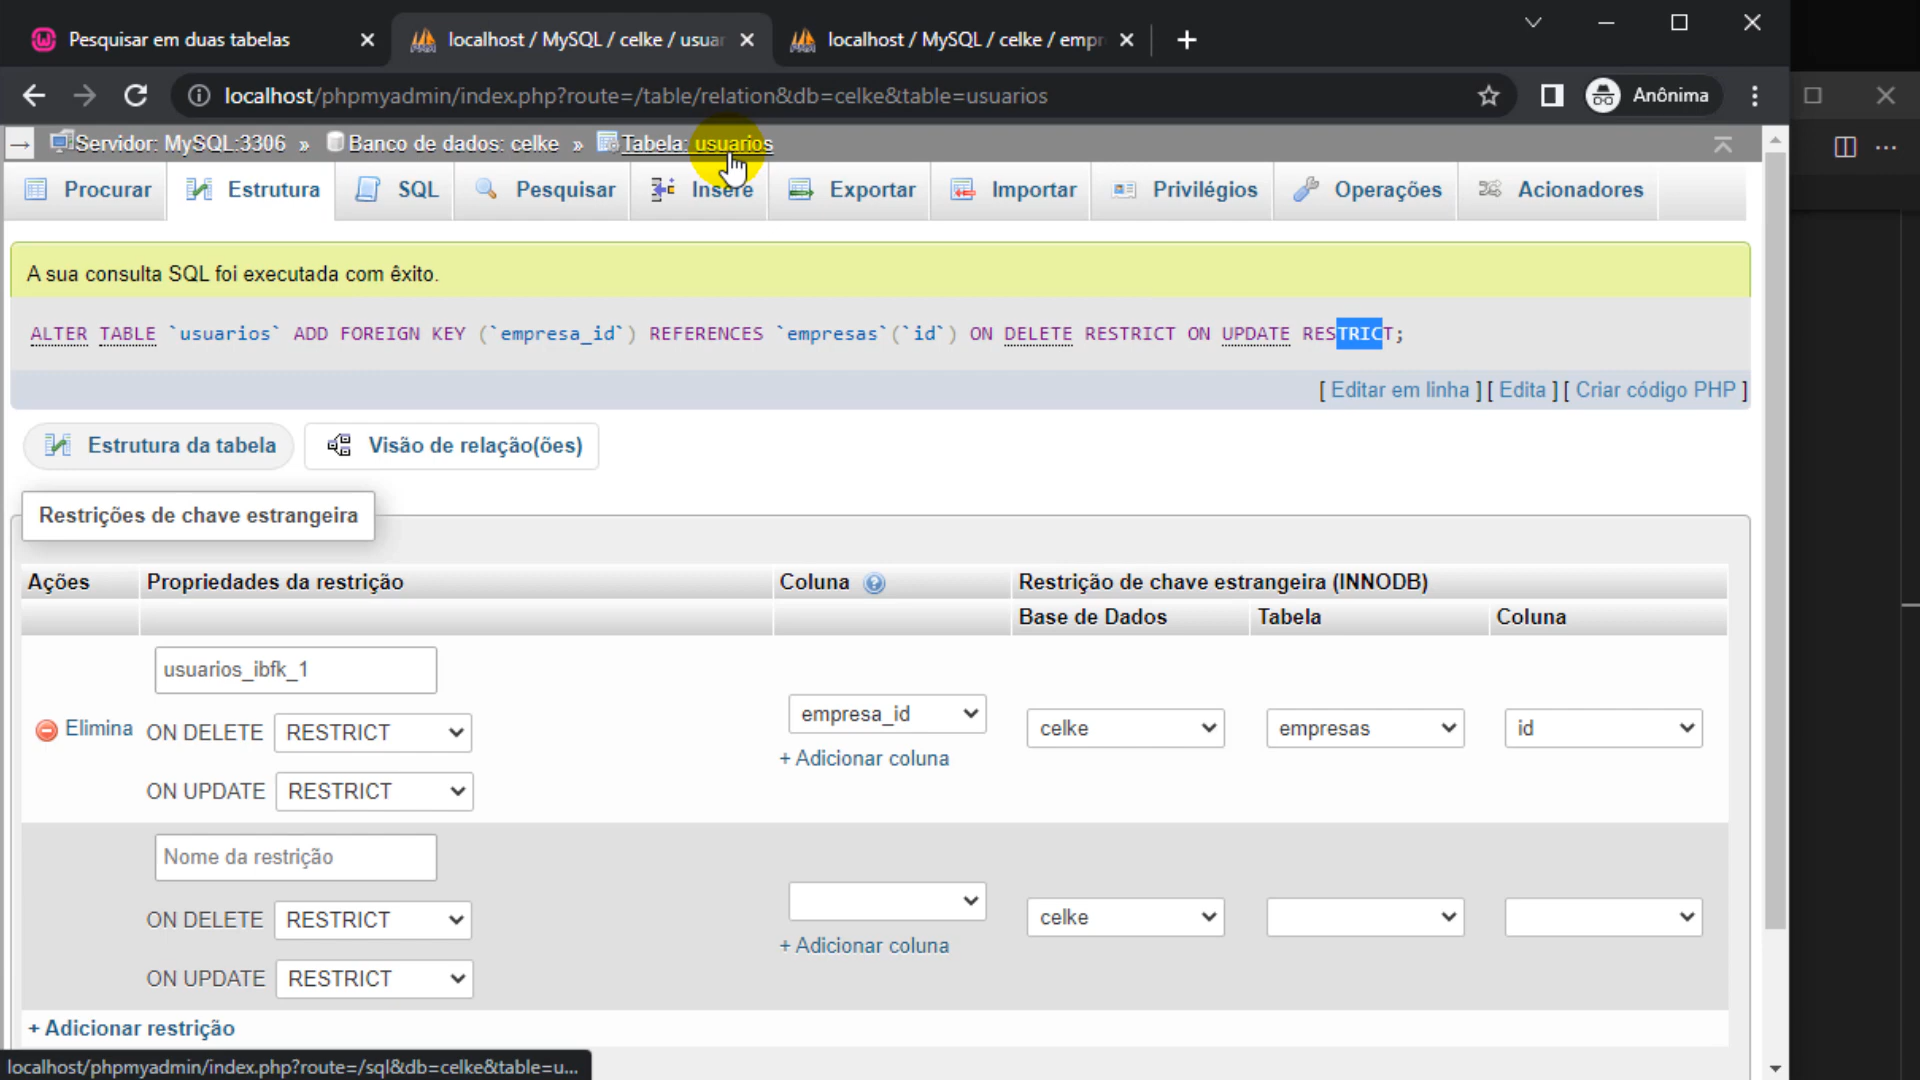 Pesquisar em duas tabelas
localhost / MySQL / celke / usuar
localhost / MySQL / celke / empr
localhost/phpmyadmin/index.php?route=/table/relation&db=celke&table=usuarios
Anônima
Servidor: MySQL:3306 » Banco de dados: celke » Tabela: usuarios
Procurar Estrutura SQL Pesquisar Insere Exportar Importar Privilégios Operações Acionadores
A sua consulta SQL foi executada com êxito.
ALTER TABLE `usuarios` ADD FOREIGN KEY (`empresa_id`) REFERENCES `empresas`(`id`) ON DELETE RESTRICT ON UPDATE RESTRICT;
[ Editar em linha ] [ Edita ] [ Criar código PHP ]
Estrutura da tabela Visão de relação(ões)
Restrições de chave estrangeira
Ações Propriedades da restrição Coluna Restrição de chave estrangeira (INNODB)
Base de Dados Tabela Coluna
usuarios_ibfk_1
Elimina ON DELETE RESTRICT empresa_id celke empresas id
+ Adicionar coluna
ON UPDATE RESTRICT
Nome da restrição
ON DELETE RESTRICT celke
+ Adicionar coluna
ON UPDATE RESTRICT
+ Adicionar restrição
localhost/phpmyadmin/index.php?route=/sql&db=celke&table=u...